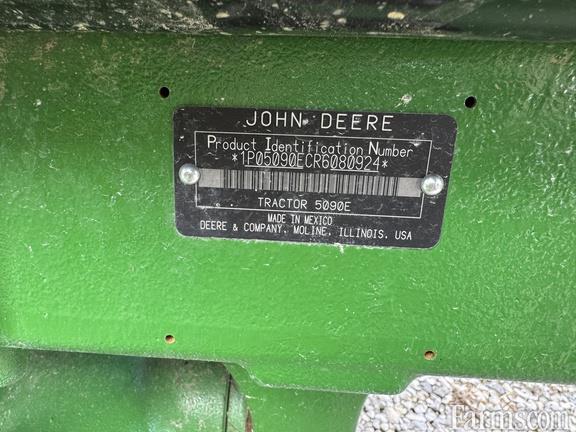 JOHN DEERE
Product Identification Number
*1P05090ECR6080924*
TRACTOR 5090E
MADE IN MEXICO
DEERE & COMPANY, MOLINE, ILLINOIS, USA
Farms.com